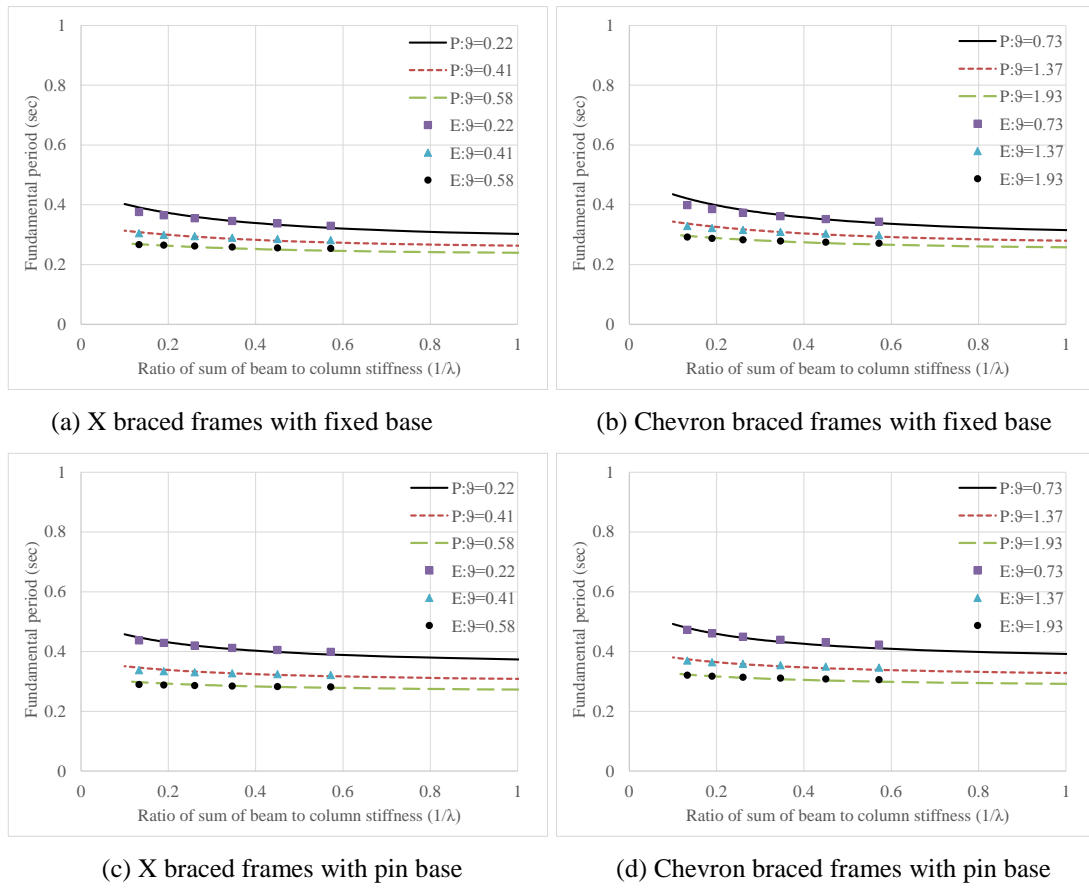 1
0.8
0.6
0.4
0.2
0
0 0.2 0.4 0.6 0.8 1
Fundamental period (sec)
Ratio of sum of beam to column stiffness (1/λ)
P:ϑ=0.22
P:ϑ=0.41
P:ϑ=0.58
E:ϑ=0.22
E:ϑ=0.41
E:ϑ=0.58
(a) X braced frames with fixed base
1
0.8
0.6
0.4
0.2
0
0 0.2 0.4 0.6 0.8 1
Fundamental period (sec)
Ratio of sum of beam to column stiffness (1/λ)
P:ϑ=0.73
P:ϑ=1.37
P:ϑ=1.93
E:ϑ=0.73
E:ϑ=1.37
E:ϑ=1.93
(b) Chevron braced frames with fixed base
1
0.8
0.6
0.4
0.2
0
0 0.2 0.4 0.6 0.8 1
Fundamental period (sec)
Ratio of sum of beam to column stiffness (1/λ)
P:ϑ=0.22
P:ϑ=0.41
P:ϑ=0.58
E:ϑ=0.22
E:ϑ=0.41
E:ϑ=0.58
(c) X braced frames with pin base
1
0.8
0.6
0.4
0.2
0
0 0.2 0.4 0.6 0.8 1
Fundamental period (sec)
Ratio of sum of beam to column stiffness (1/λ)
P:ϑ=0.73
P:ϑ=1.37
P:ϑ=1.93
E:ϑ=0.73
E:ϑ=1.37
E:ϑ=1.93
(d) Chevron braced frames with pin base